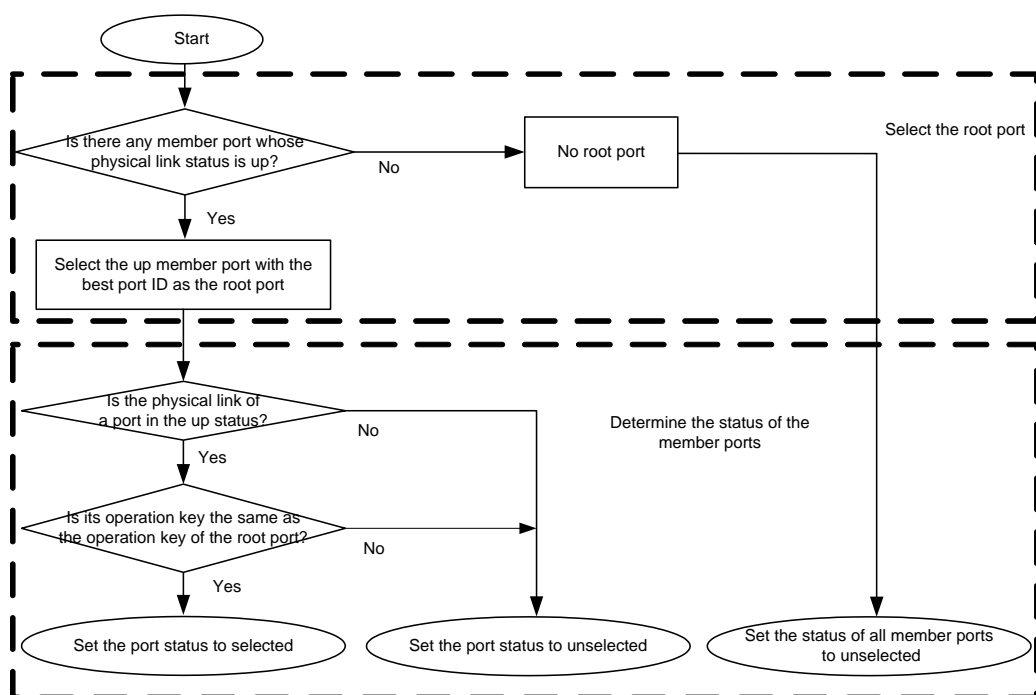 Start
Is there any member port whose
physical link status is up?
No
No root port
Select the root port
Yes
Select the up member port with the
best port ID as the root port
Is the physical link of
a port in the up status?
No
Determine the status of the
member ports
Yes
Is its operation key the same as
the operation key of the root port?
No
Yes
Set the port status to selected
Set the port status to unselected
Set the status of all member ports
to unselected